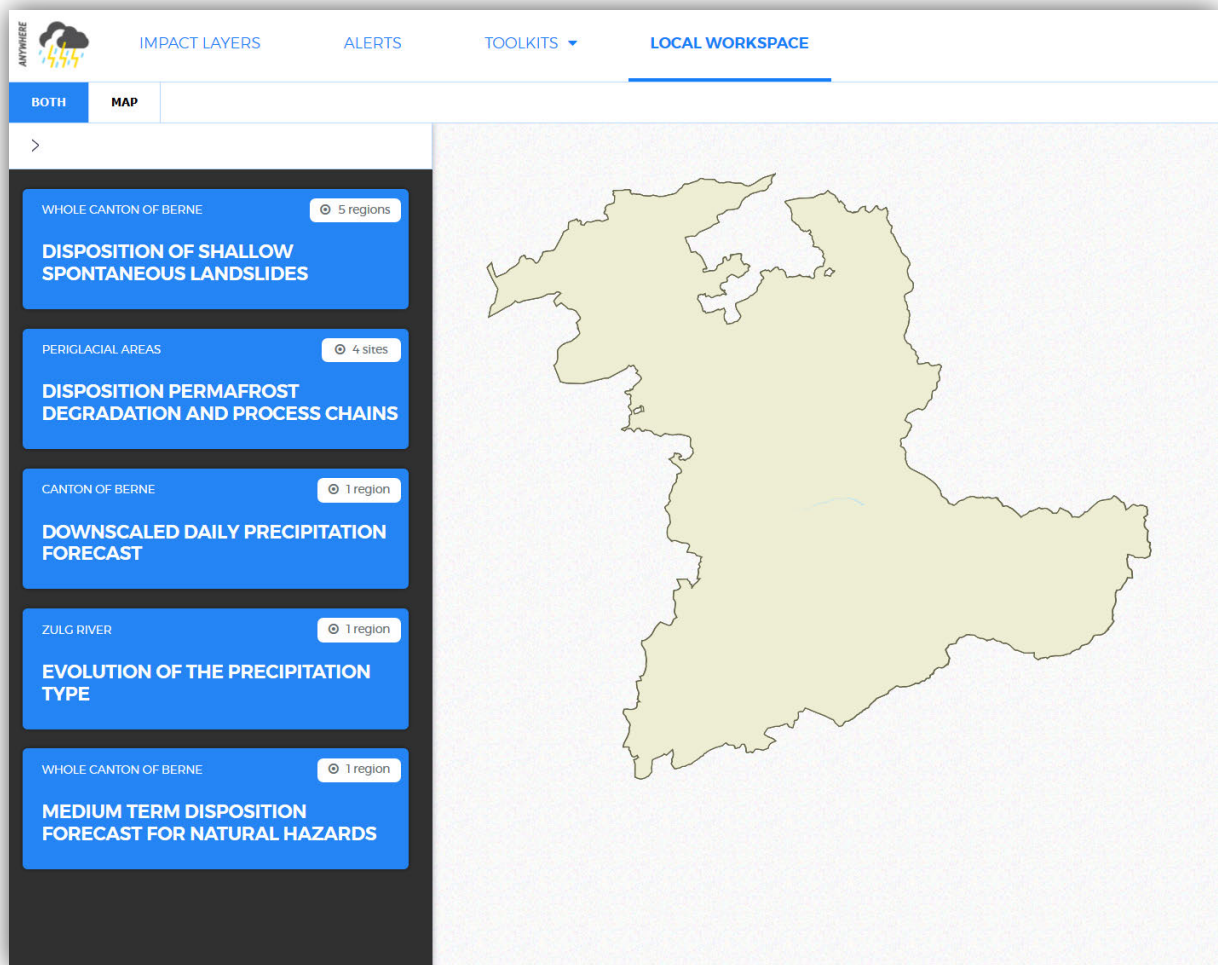 ANYWHERE
IMPACT LAYERS
ALERTS
TOOLKITS
LOCAL WORKSPACE
BOTH
MAP
WHOLE CANTON OF BERNE
5 regions
DISPOSITION OF SHALLOW
SPONTANEOUS LANDSLIDES
PERIGLACIAL AREAS
4 sites
DISPOSITION PERMAFROST
DEGRADATION AND PROCESS CHAINS
CANTON OF BERNE
1 region
DOWNSCALED DAILY PRECIPITATION
FORECAST
ZULG RIVER
1 region
EVOLUTION OF THE PRECIPITATION
TYPE
WHOLE CANTON OF BERNE
1 region
MEDIUM TERM DISPOSITION
FORECAST FOR NATURAL HAZARDS